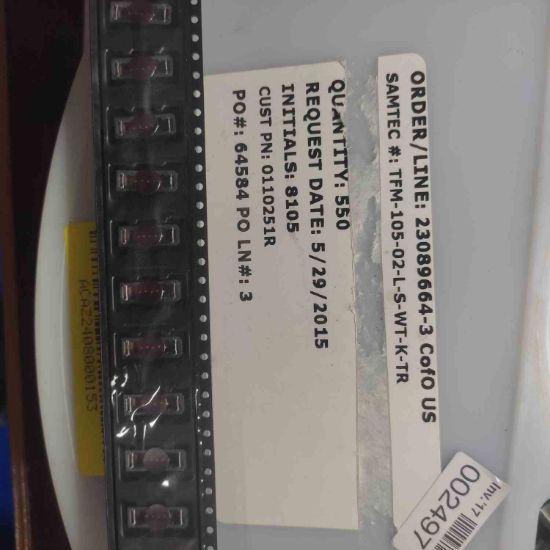 ORDER/LINE: 23089664-3 CofO US
SAMTEC #: TFM-105-02-L-S-WT-K-TR
QUANTITY: 550
REQUEST DATE: 5/29/2015
INITIALS: 8105
CUST PN: 0110251R
PO#: 64584 PO LN#: 3
ACAZ2408000153
Inv.'17
002497